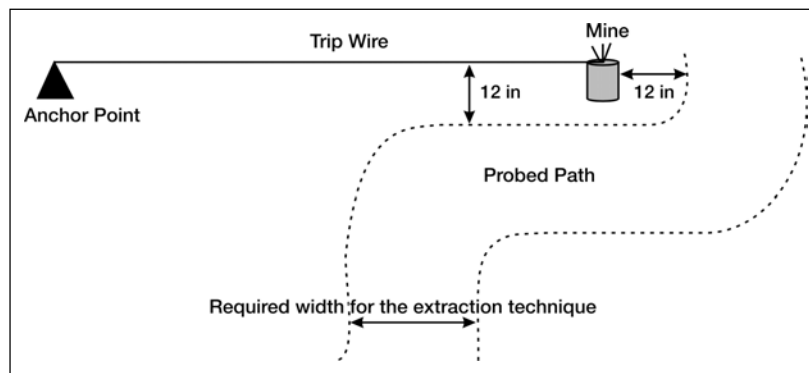 Mine
Trip Wire
12 in
12 in
Anchor Point
Probed Path
Required width for the extraction technique